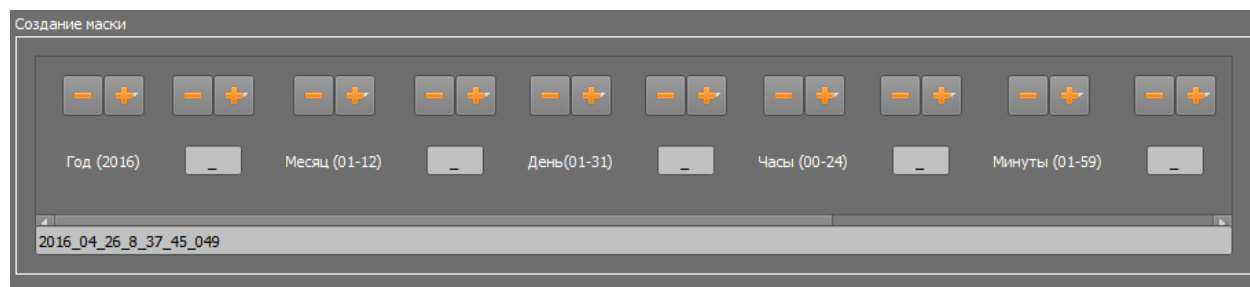 Создание маски
Год (2016) _ Месяц (01-12) _ День(01-31) _ Часы (00-24) _ Минуты (01-59) _
2016_04_26_8_37_45_049